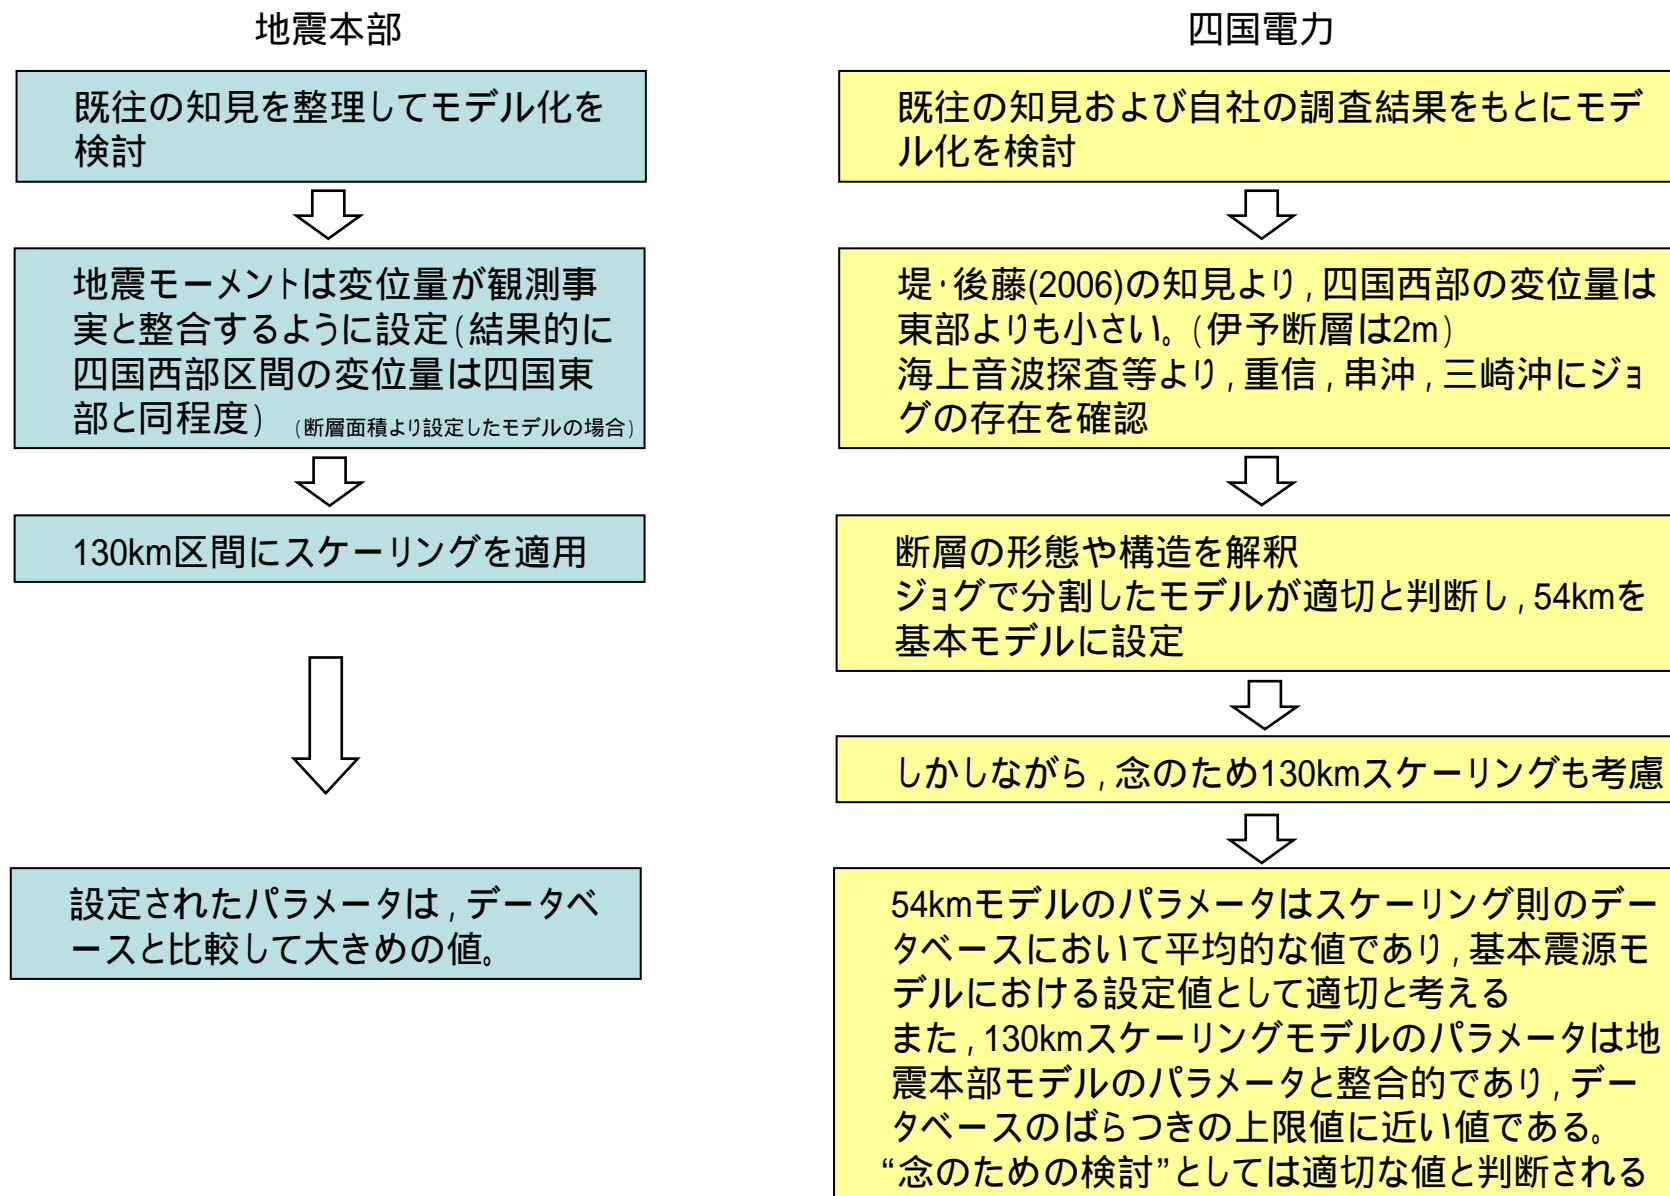 地震本部
既往の知見を整理してモデル化を
検討
地震モーメントは変位量が観測事
実と整合するように設定(結果的に
四国西部区間の変位量は四国東
部と同程度) (断層面積より設定したモデルの場合)
130km区間にスケーリングを適用
設定されたパラメータは,データベ
ースと比較して大きめの値。
四国電力
既往の知見および自社の調査結果をもとにモデ
ル化を検討
堤・後藤(2006)の知見より,四国西部の変位量は
東部よりも小さい。(伊予断層は2m)
海上音波探査等より,重信,串沖,三崎沖にジョ
グの存在を確認
断層の形態や構造を解釈
ジョグで分割したモデルが適切と判断し,54kmを
基本モデルに設定
しかしながら,念のため130kmスケーリングも考慮
54kmモデルのパラメータはスケーリング則のデー
タベースにおいて平均的な値であり,基本震源モ
デルにおける設定値として適切と考える
また,130kmスケーリングモデルのパラメータは地
震本部モデルのパラメータと整合的であり,デー
タベースのばらつきの上限値に近い値である。
“念のための検討”としては適切な値と判断される